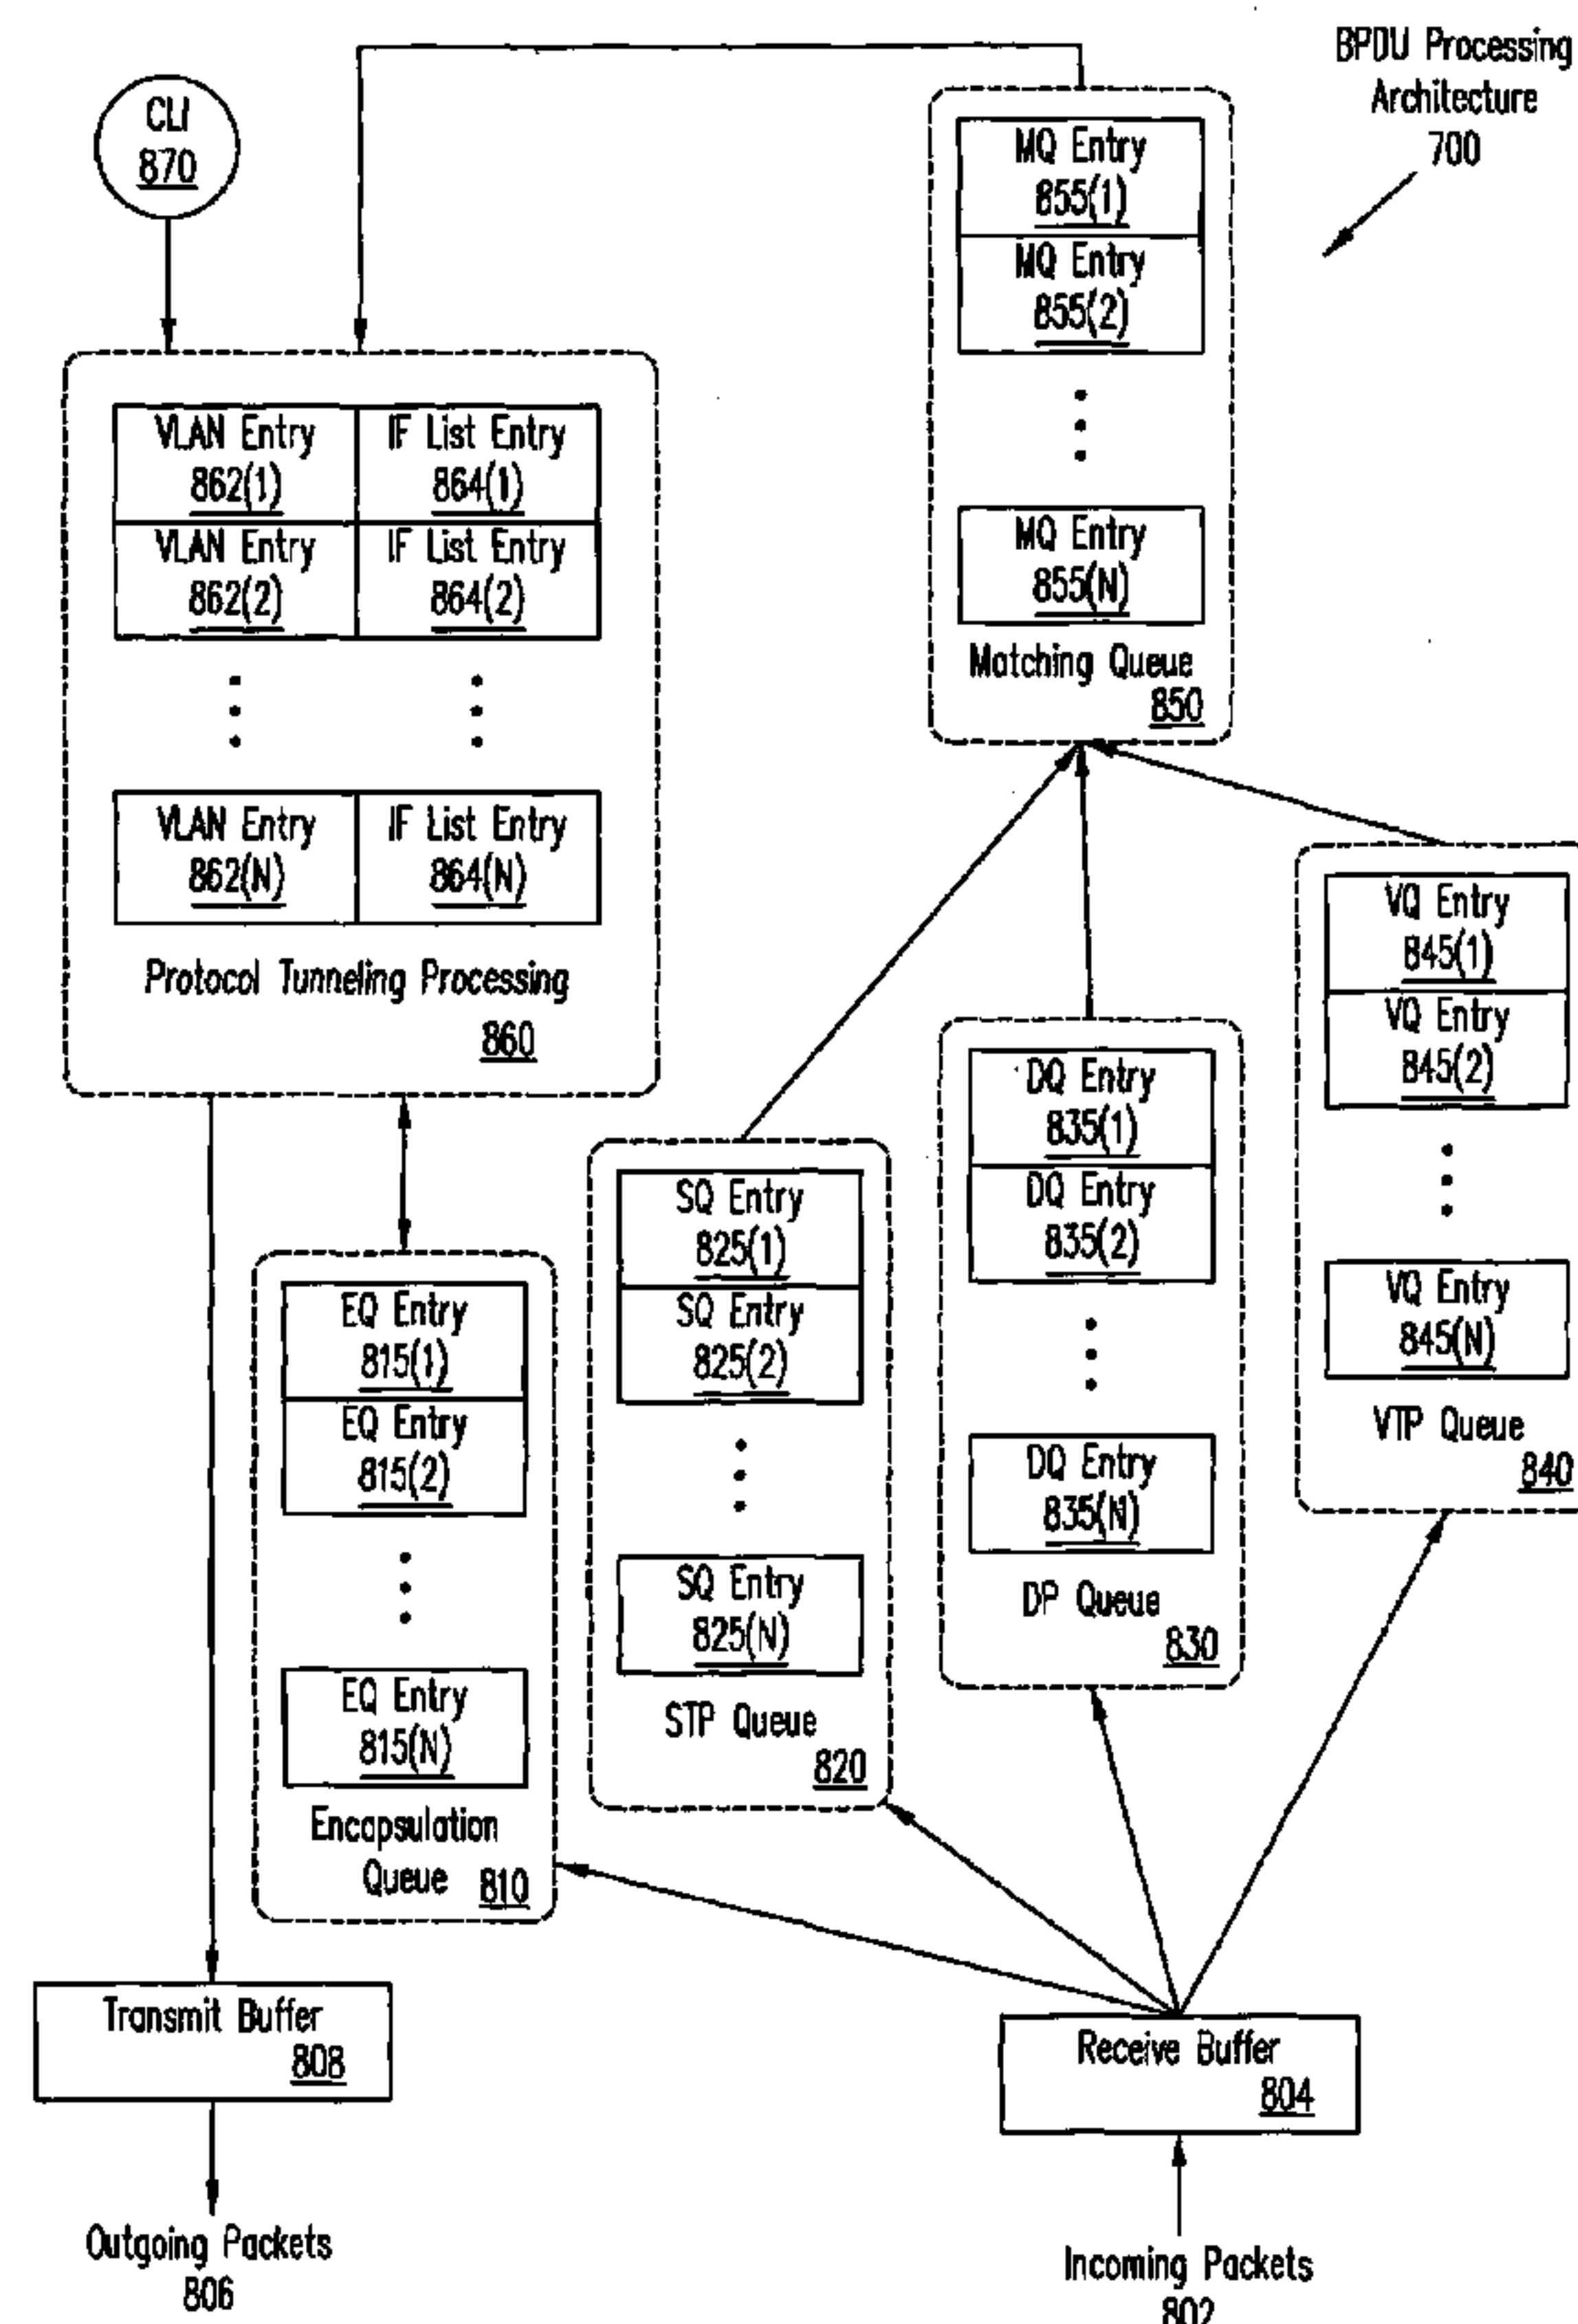 BPDU Processing
Architecture
700
CLI
870
MQ Entry
855(1)
MQ Entry
855(2)
MQ Entry
855(N)
Matching Queue
850
VLAN Entry
862(1)
IF List Entry
864(1)
VLAN Entry
862(2)
IF List Entry
864(2)
VLAN Entry
862(N)
IF List Entry
864(N)
Protocol Tunneling Processing
860
VQ Entry
845(1)
VQ Entry
845(2)
VQ Entry
845(N)
VTP Queue
840
DQ Entry
835(1)
DQ Entry
835(2)
DQ Entry
835(N)
DP Queue
830
SQ Entry
825(1)
SQ Entry
825(2)
SQ Entry
825(N)
STP Queue
820
EQ Entry
815(1)
EQ Entry
815(2)
EQ Entry
815(N)
Encapsulation
Queue 810
Transmit Buffer
808
Receive Buffer
804
Outgoing Packets
806
Incoming Packets
802